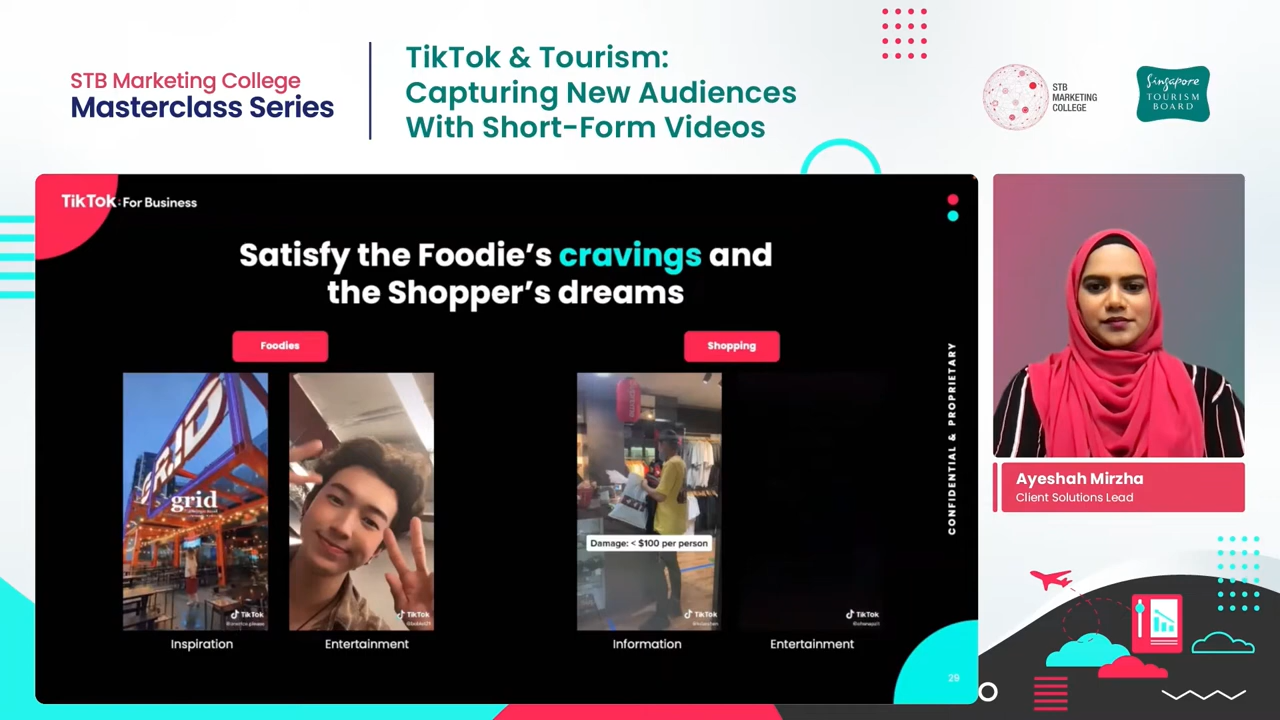 STB Marketing College
Masterclass Series
TikTok & Tourism:
Capturing New Audiences
With Short-Form Videos
STB
MARKETING
COLLEGE
Singapore
TOURISM
BOARD
TikTok: For Business
Satisfy the Foodie's cravings and
the Shopper's dreams
Foodies
Shopping
GRID
grid
Damage: < $100 per person
TikTok
TikTok
TikTok
TikTok
Inspiration
Entertainment
Information
Entertainment
CONFIDENTIAL & PROPRIETARY
29
Ayeshah Mirzha
Client Solutions Lead